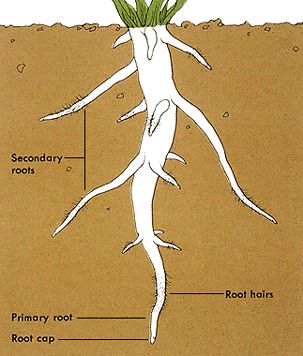 Secondary
roots
Root hairs
Primary root
Root cap